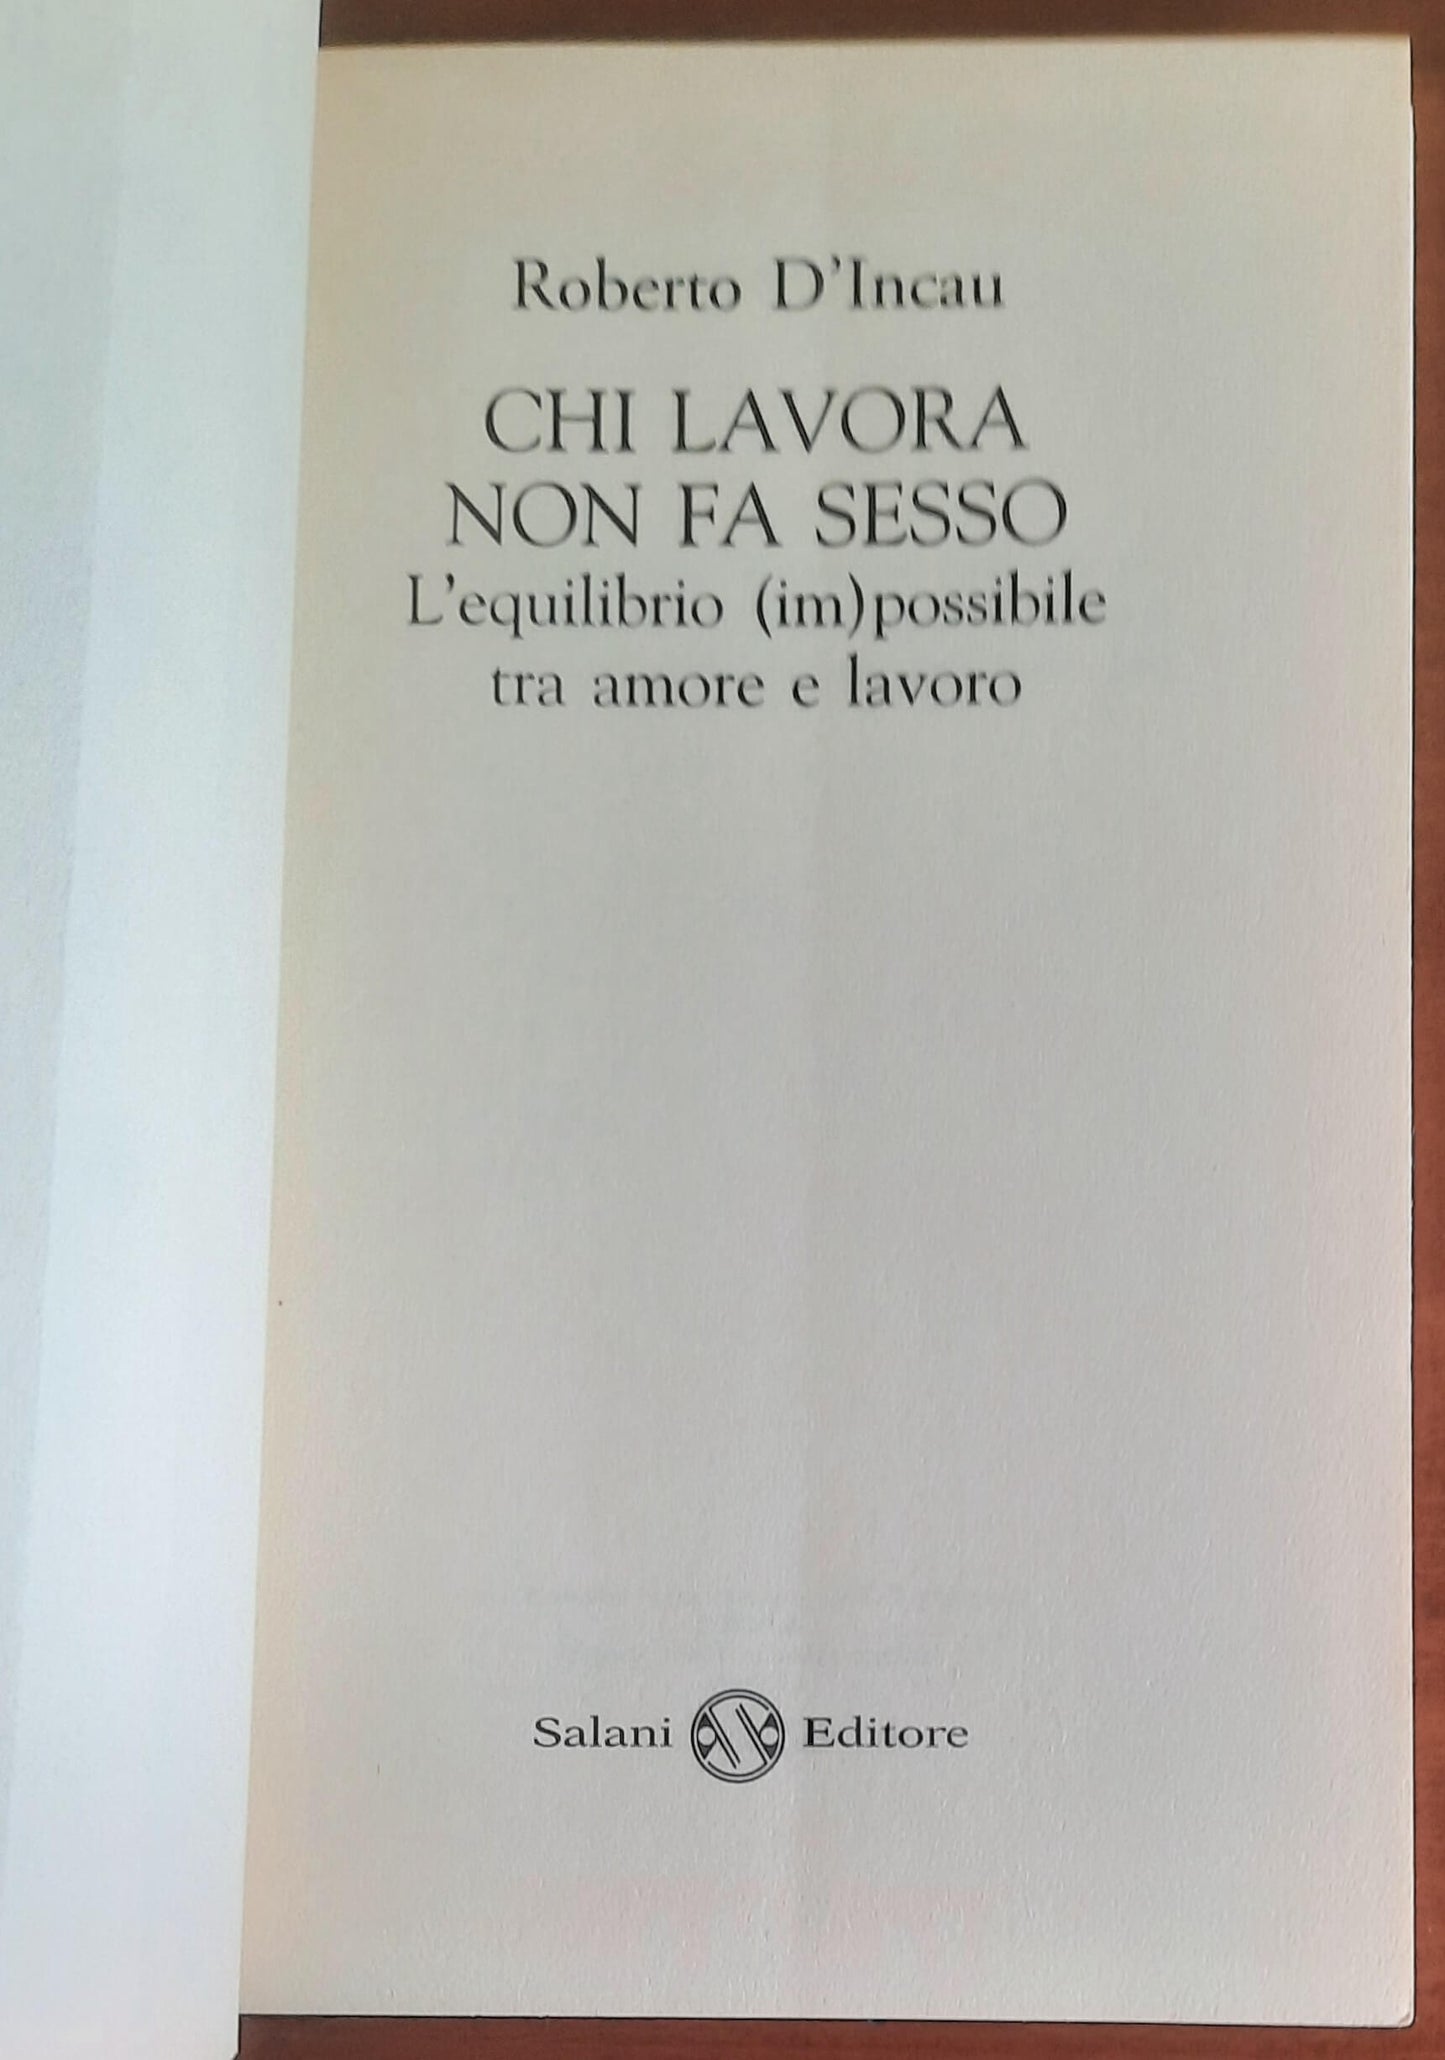 Roberto D'Incau
CHI LAVORA
NON FA SESSO
L'equilibrio (im)possibile
tra amore e lavoro
Salani Editore